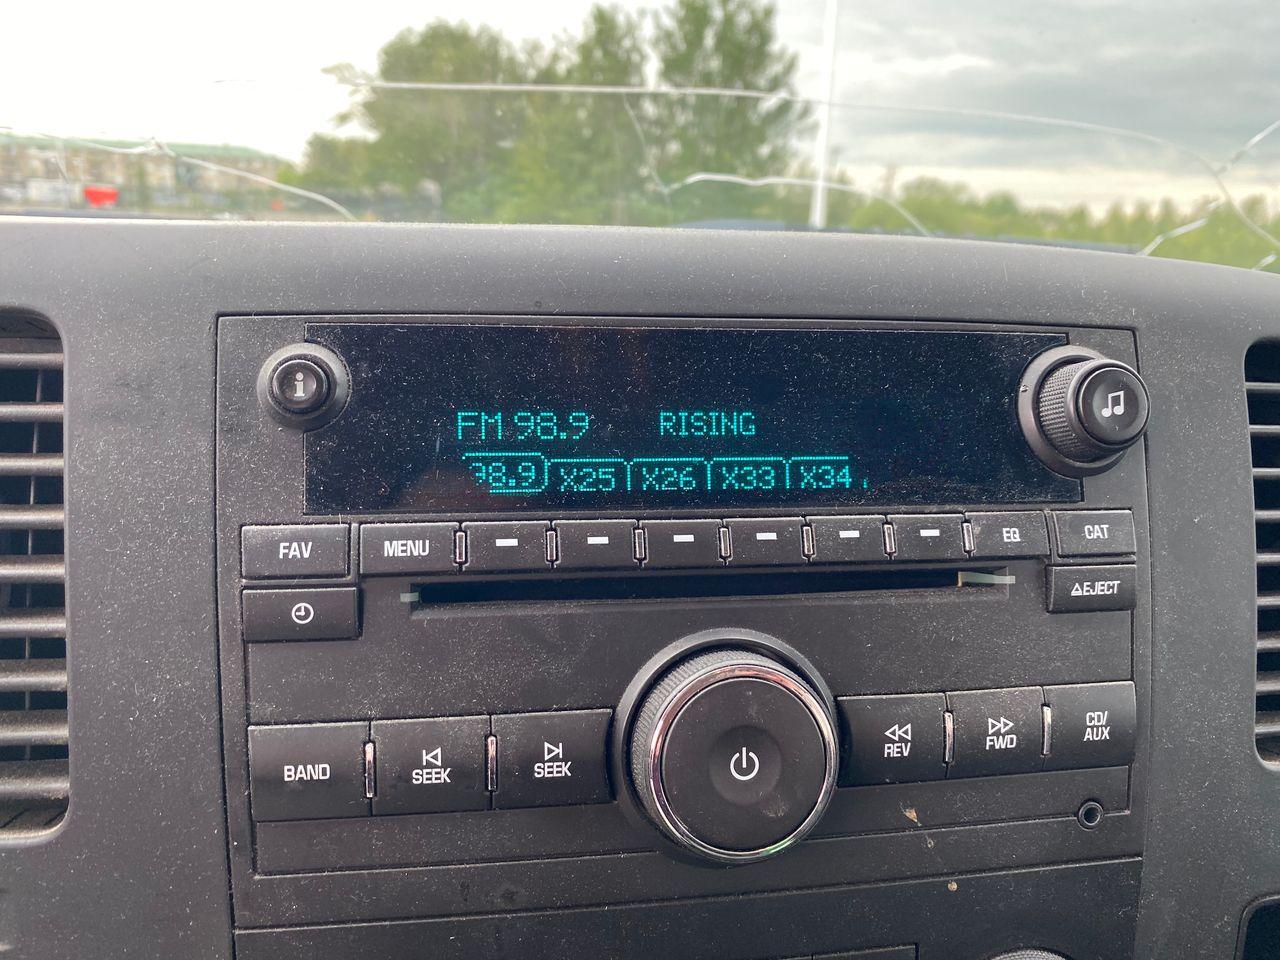 i
FM 98.9 RISING
98.9 X25 X26 X33 X34
FAV MENU EQ CAT
EJECT
BAND SEEK SEEK REV FWD CD/
AUX